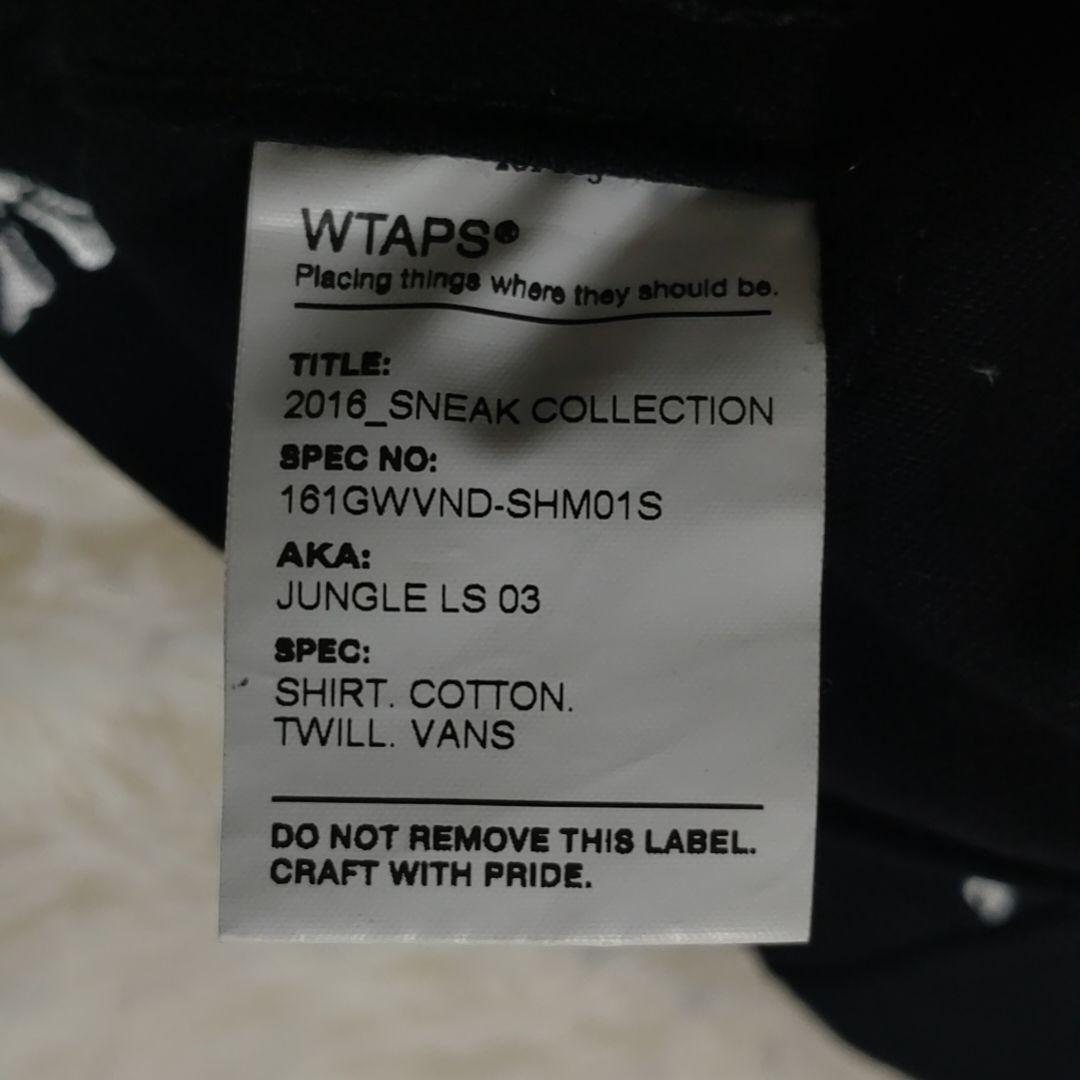 WTAPS®
Placing things where they should be.
TITLE:
2016_SNEAK COLLECTION
SPEC NO:
161GWVND-SHM01S
AKA:
JUNGLE LS 03
SPEC:
SHIRT. COTTON.
TWILL. VANS
DO NOT REMOVE THIS LABEL.
CRAFT WITH PRIDE.